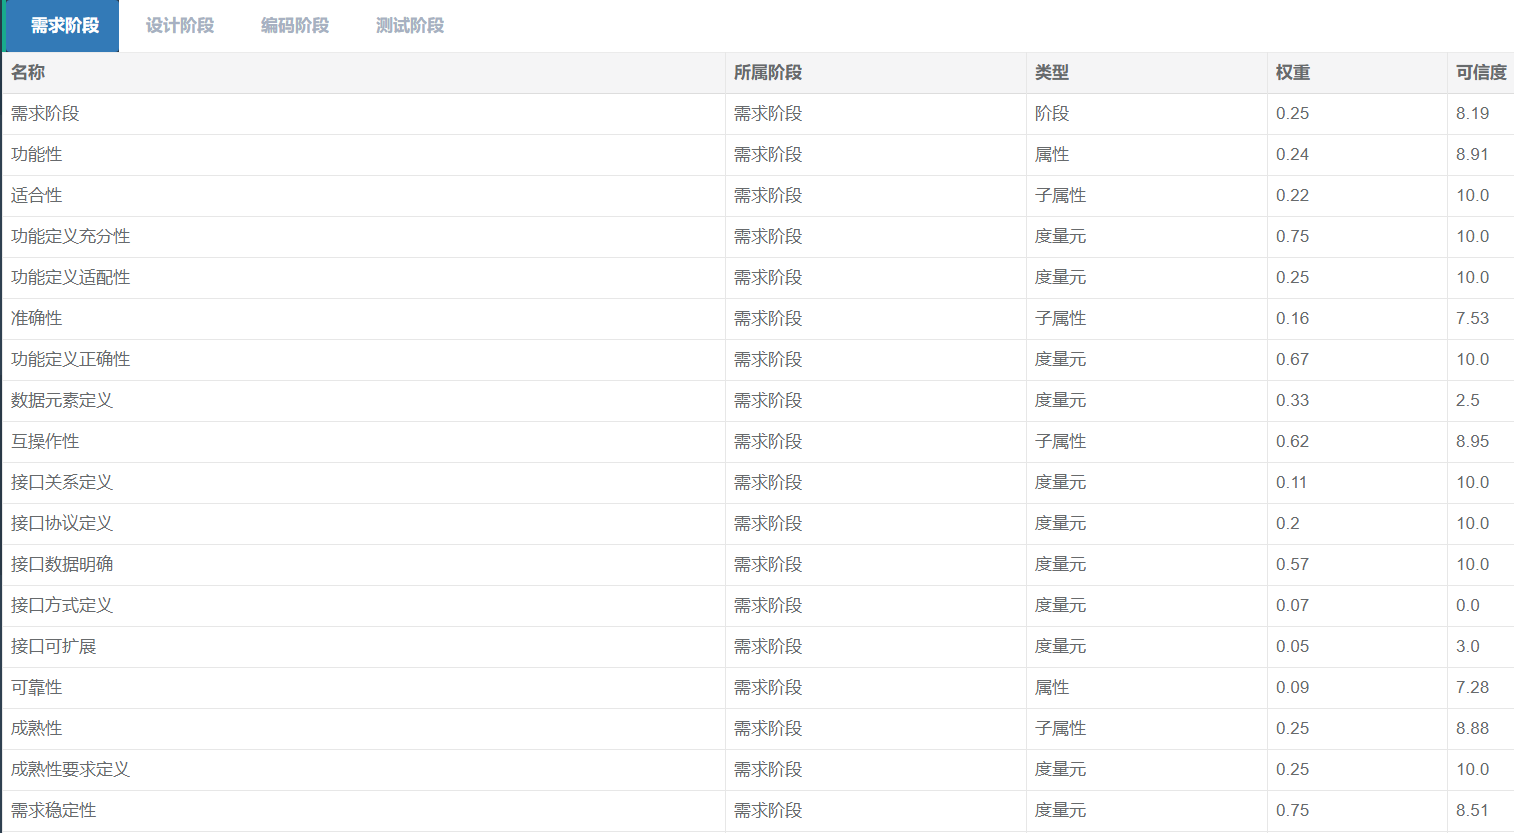 需求阶段 设计阶段 编码阶段 测试阶段
名称 所属阶段 类型 权重 可信度
需求阶段 需求阶段 阶段 0.25 8.19
功能性 需求阶段 属性 0.24 8.91
适合性 需求阶段 子属性 0.22 10.0
功能定义充分性 需求阶段 度量元 0.75 10.0
功能定义适配性 需求阶段 度量元 0.25 10.0
准确性 需求阶段 子属性 0.16 7.53
功能定义正确性 需求阶段 度量元 0.67 10.0
数据元素定义 需求阶段 度量元 0.33 2.5
互操作性 需求阶段 子属性 0.62 8.95
接口关系定义 需求阶段 度量元 0.11 10.0
接口协议定义 需求阶段 度量元 0.2 10.0
接口数据明确 需求阶段 度量元 0.57 10.0
接口方式定义 需求阶段 度量元 0.07 0.0
接口可扩展 需求阶段 度量元 0.05 3.0
可靠性 需求阶段 属性 0.09 7.28
成熟性 需求阶段 子属性 0.25 8.88
成熟性要求定义 需求阶段 度量元 0.25 10.0
需求稳定性 需求阶段 度量元 0.75 8.51